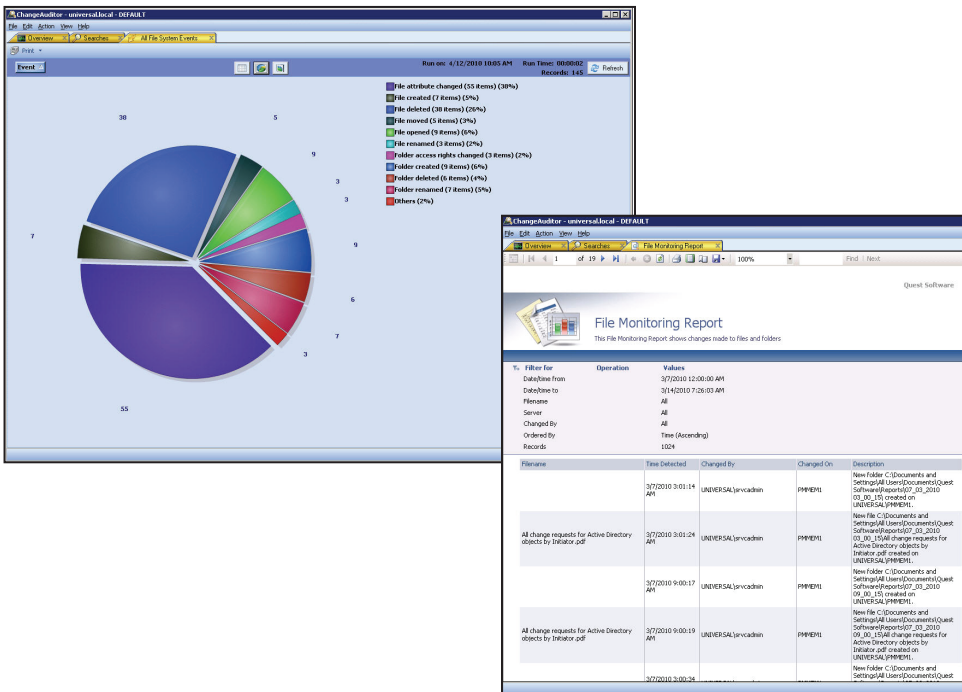 ChangeAuditor - universal.local - DEFAULT
File Edit Action View Help
Overview Searches All File System Events
Print
Event
Run on: 4/12/2010 10:05 AM Run Time: 00:00:02
Records: 145
Refresh
File attribute changed (55 items) (38%)
File created (7 items) (5%)
File deleted (38 items) (26%)
File moved (5 items) (3%)
File opened (9 items) (6%)
File renamed (3 items) (2%)
Folder access rights changed (3 items) (2%)
Folder created (9 items) (6%)
Folder deleted (6 items) (4%)
Folder renamed (7 items) (5%)
Others (2%)
38
5
9
3
3
7
9
6
7
3
55
ChangeAuditor - universal.local - DEFAULT
File Edit Action View Help
Overview Searches File Monitoring Report
1 of 19 100% Find Next
Quest Software
File Monitoring Report
This File Monitoring Report shows changes made to files and folders
Filter for Operation Values
Date/time from 3/7/2010 12:00:00 AM
Date/time to 3/14/2010 7:26:03 AM
Filename All
Server All
Changed By All
Ordered By Time (Ascending)
Records 1024
Filename Time Detected Changed By Changed On Description
3/7/2010 3:01:14
AM
UNIVERSAL\srvcadmin
PMMEM1
New folder C:\Documents and
Settings\All Users\Documents\Quest
Software\Reports\07_03_2010
03_00_15\ created on
UNIVERSAL\PMMEM1.
All change requests for Active Directory
objects by Initiator.pdf
3/7/2010 3:01:24
AM
UNIVERSAL\srvcadmin
PMMEM1
New file C:\Documents and
Settings\All Users\Documents\Quest
Software\Reports\07_03_2010
03_00_15\All change requests for
Active Directory objects by
Initiator.pdf created on
UNIVERSAL\PMMEM1.
3/7/2010 9:00:17
AM
UNIVERSAL\srvcadmin
PMMEM1
New folder C:\Documents and
Settings\All Users\Documents\Quest
Software\Reports\07_03_2010
09_00_15\ created on
UNIVERSAL\PMMEM1.
All change requests for Active Directory
objects by Initiator.pdf
3/7/2010 9:00:19
AM
UNIVERSAL\srvcadmin
PMMEM1
New file C:\Documents and
Settings\All Users\Documents\Quest
Software\Reports\07_03_2010
09_00_15\All change requests for
Active Directory objects by
Initiator.pdf created on
UNIVERSAL\PMMEM1.
3/7/2010 3:00:34
New folder C:\Documents and
Settings\All Users\Documents\Quest